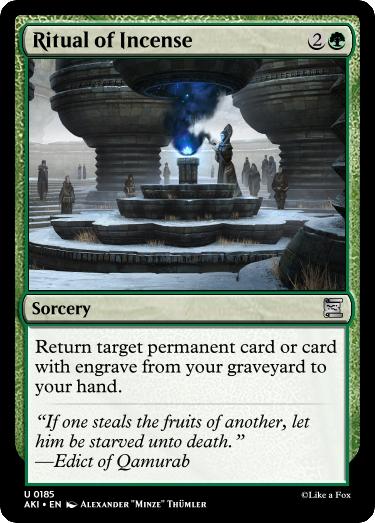 Ritual of Incense 2
Sorcery
Return target permanent card or card
with engrave from your graveyard to
your hand.
“If one steals the fruits of another, let
him be starved unto death.”
—Edict of Qamurab
U 0185
AKI • EN Alexander "Minze" Thümler
©Like a Fox